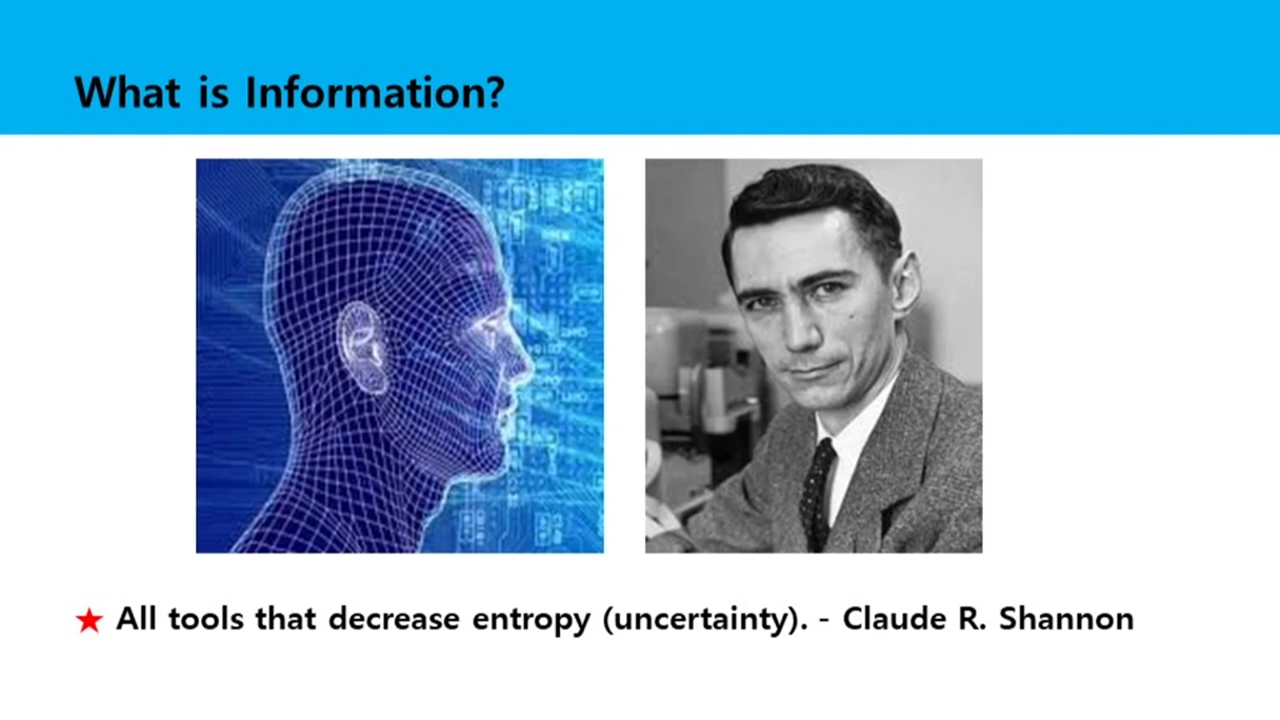 What is Information?
★ All tools that decrease entropy (uncertainty). - Claude R. Shannon